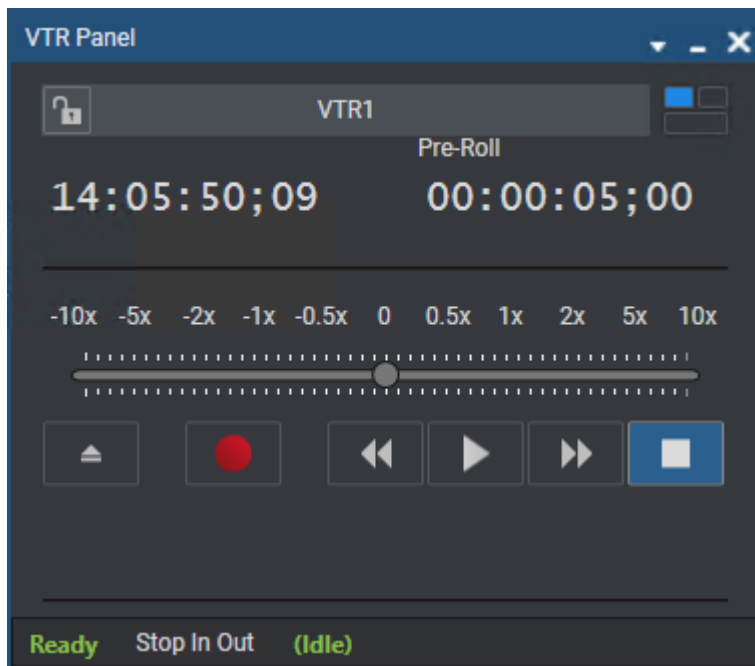 VTR Panel
VTR1
Pre-Roll
14:05:50;09 00:00:05;00
-10x -5x -2x -1x -0.5x 0 0.5x 1x 2x 5x 10x
Ready Stop In Out (Idle)